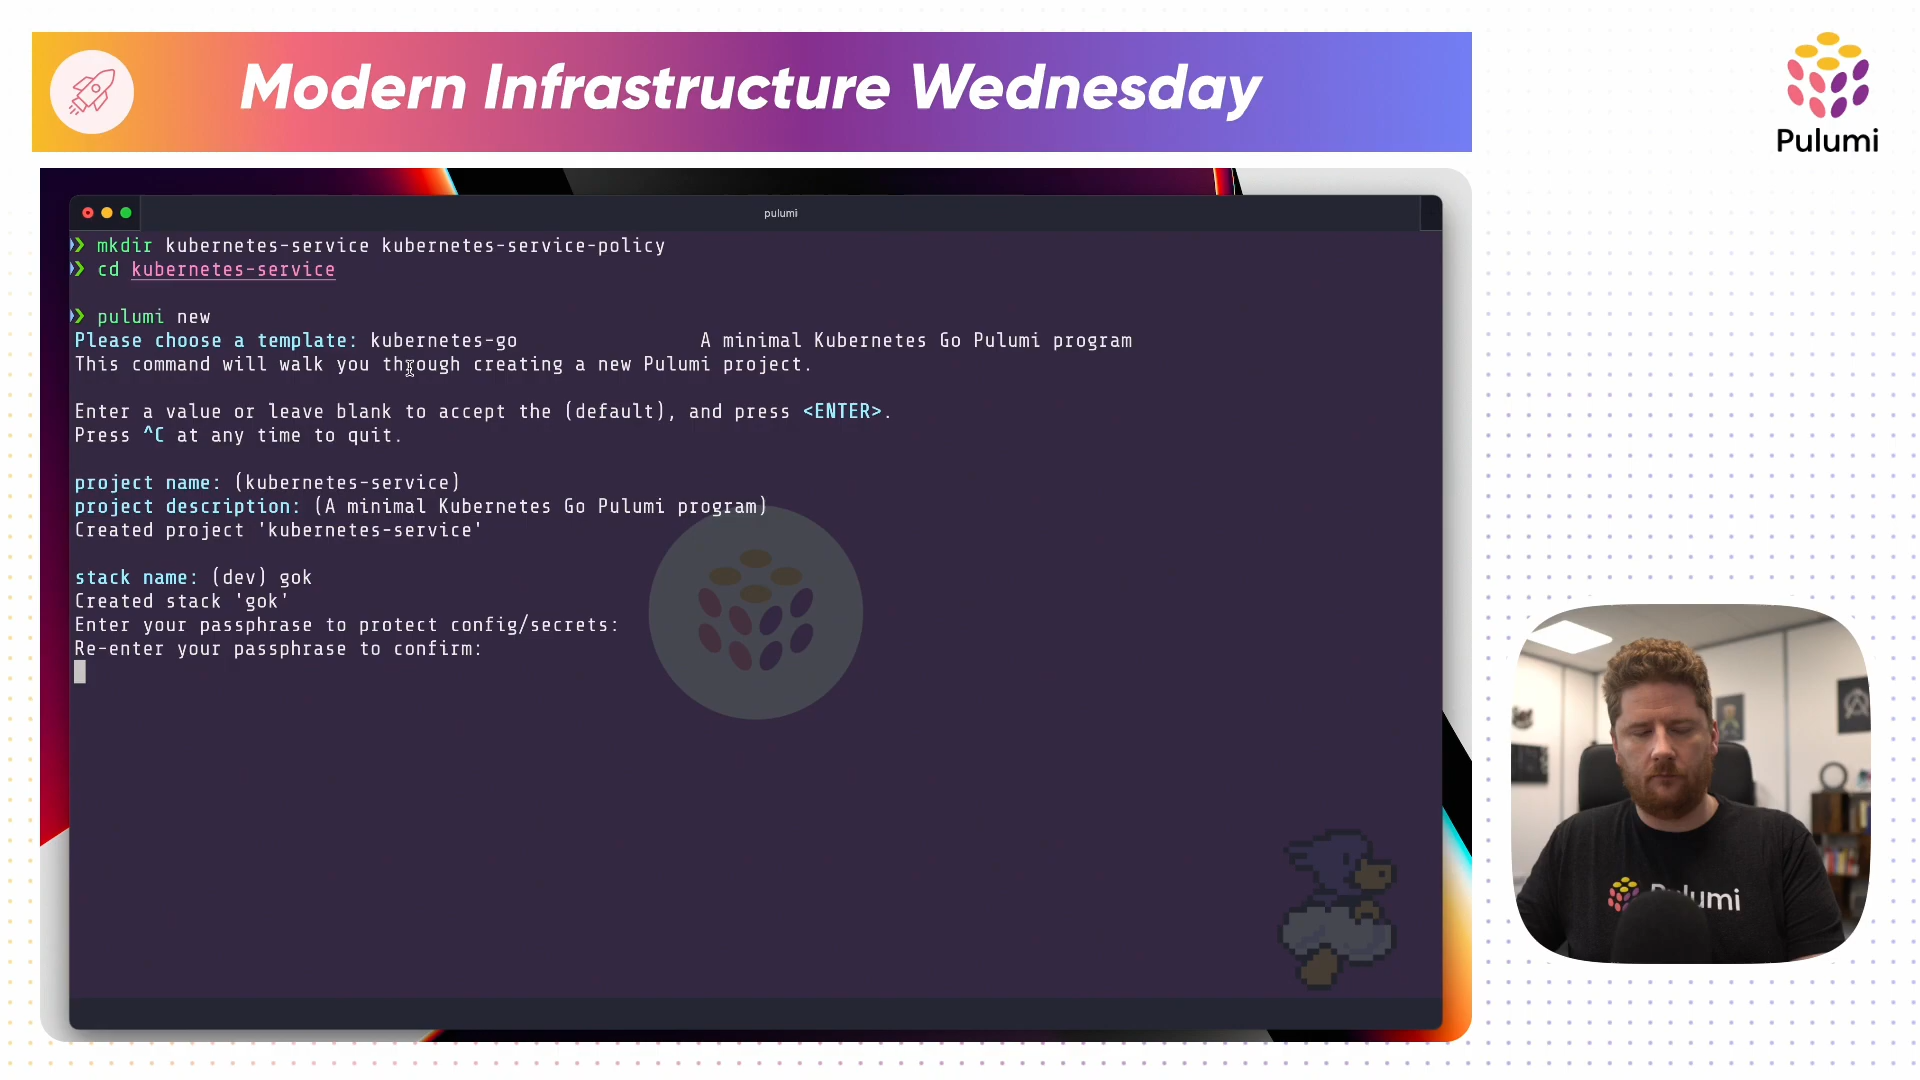 Modern Infrastructure Wednesday
Pulumi
pulumi
❯ mkdir kubernetes-service kubernetes-service-policy
❯ cd kubernetes-service
❯ pulumi new
Please choose a template: kubernetes-go A minimal Kubernetes Go Pulumi program
This command will walk you through creating a new Pulumi project.
Enter a value or leave blank to accept the (default), and press <ENTER>.
Press ^C at any time to quit.
project name: (kubernetes-service)
project description: (A minimal Kubernetes Go Pulumi program)
Created project 'kubernetes-service'
stack name: (dev) gok
Created stack 'gok'
Enter your passphrase to protect config/secrets:
Re-enter your passphrase to confirm:
Pulumi